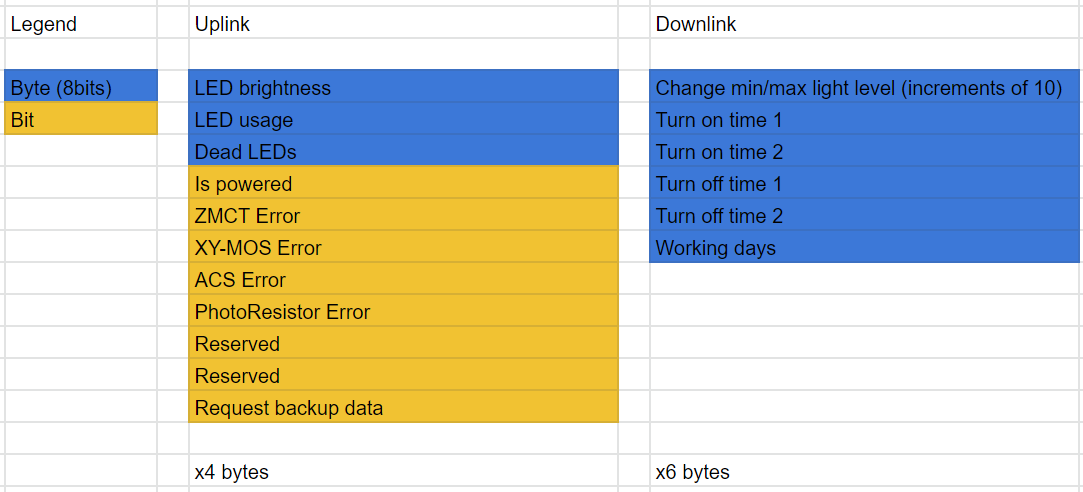 Legend
Uplink
Downlink
Byte (8bits)
LED brightness
Change min/max light level (increments of 10)
Bit
LED usage
Turn on time 1
Dead LEDs
Turn on time 2
Is powered
Turn off time 1
ZMCT Error
Turn off time 2
XY-MOS Error
Working days
ACS Error
PhotoResistor Error
Reserved
Reserved
Request backup data
x4 bytes
x6 bytes